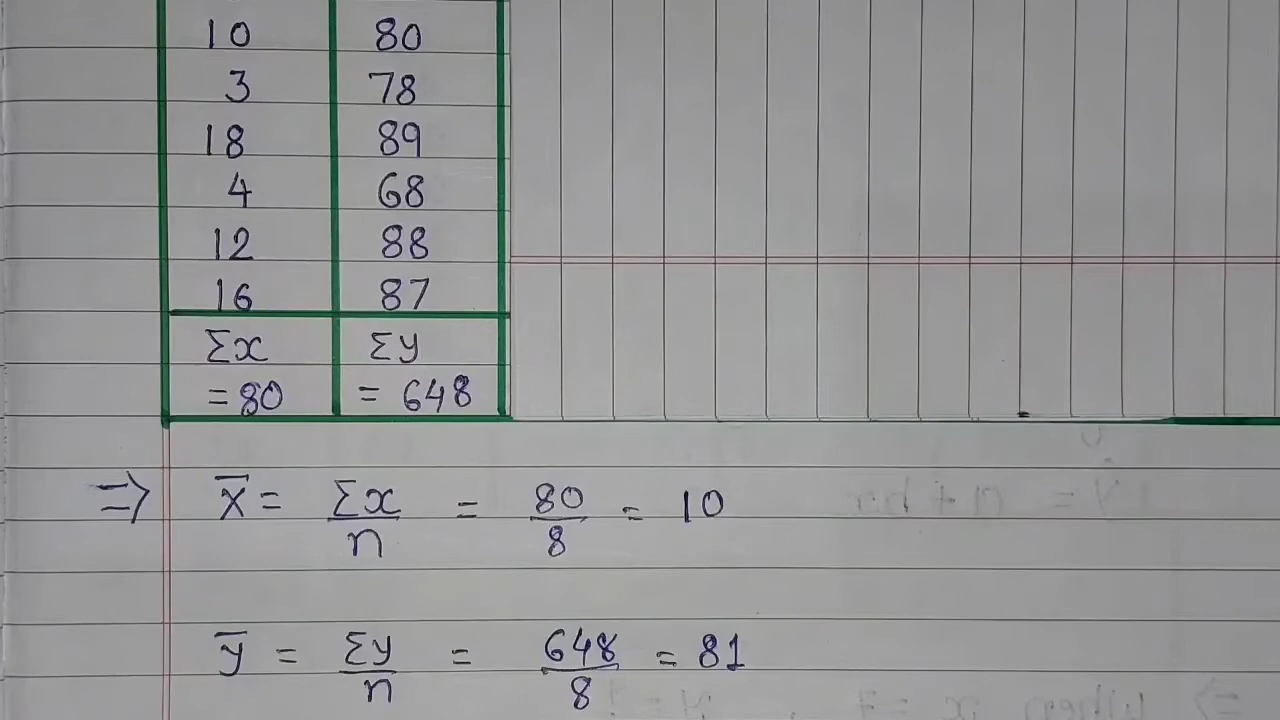 10 80
3 78
18 89
4 68
12 88
16 87
Σx Σy
=80 = 648
⇒ x̄ = Σx/n = 80/8 = 10
ȳ = Σy/n = 648/8 = 81